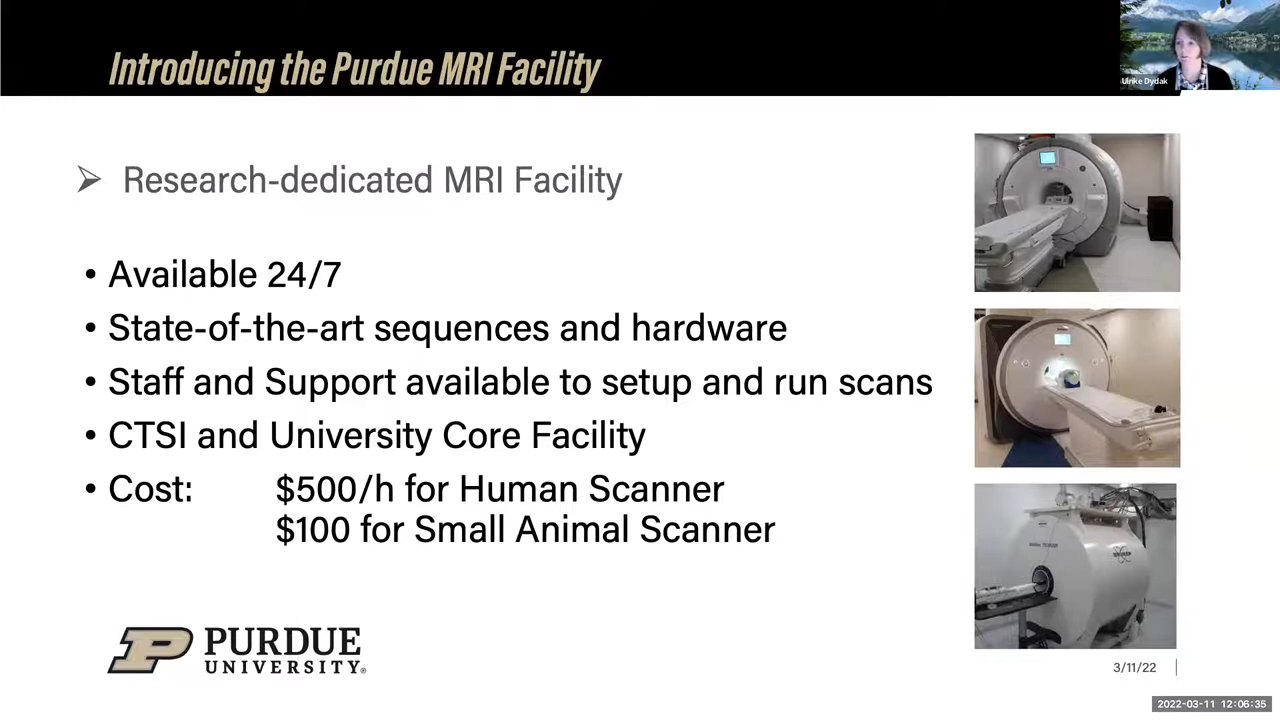 Introducing the Purdue MRI Facility
Ulrike Dydak
➤ Research-dedicated MRI Facility
• Available 24/7
• State-of-the-art sequences and hardware
• Staff and Support available to setup and run scans
• CTSI and University Core Facility
• Cost: $500/h for Human Scanner
$100 for Small Animal Scanner
PURDUE
UNIVERSITY®
3/11/22
2022-03-11 12:06:35